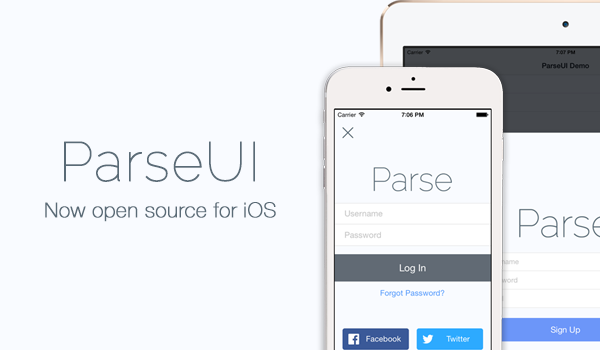 ParseUI
Now open source for iOS
Carrier
7:06 PM
Parse
Username
Password
Log In
Forgot Password?
Facebook
Twitter
Carrier
7:07 PM
ParseUI Demo
Parse
name
word
Sign Up